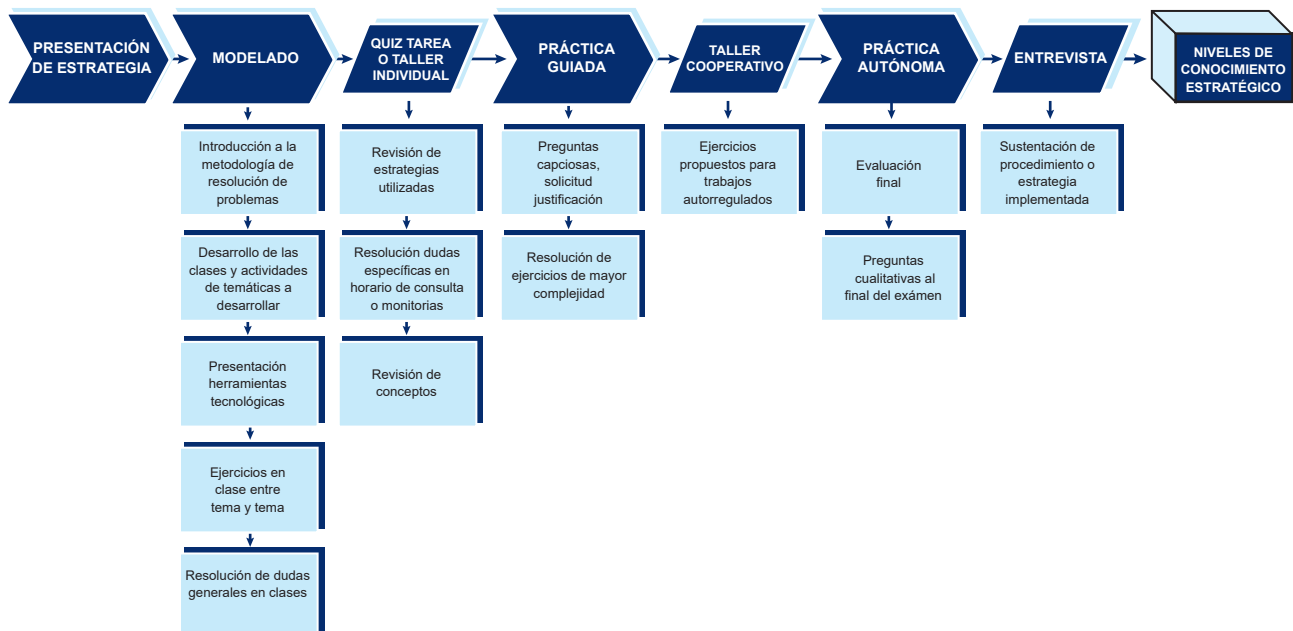 PRESENTACIÓN
DE ESTRATEGIA
MODELADO
QUIZ TAREA
O TALLER
INDIVIDUAL
PRÁCTICA
GUIADA
TALLER
COOPERATIVO
PRÁCTICA
AUTÓNOMA
ENTREVISTA
NIVELES DE
CONOCIMIENTO
ESTRATÉGICO
Introducción a la
metodología de
resolución de
problemas
Desarrollo de las
clases y actividades
de temáticas a
desarrollar
Presentación
herramientas
tecnológicas
Ejercicios en
clase entre
tema y tema
Resolución de dudas
generales en clases
Revisión de
estrategias
utilizadas
Resolución dudas
específicas en
horario de consulta
o monitorias
Revisión de
conceptos
Preguntas
capciosas,
solicitud
justificación
Resolución de
ejercicios de mayor
complejidad
Ejercicios
propuestos para
trabajos
autorregulados
Evaluación
final
Preguntas
cualitativas al
final del exámen
Sustentación de
procedimiento o
estrategia
implementada